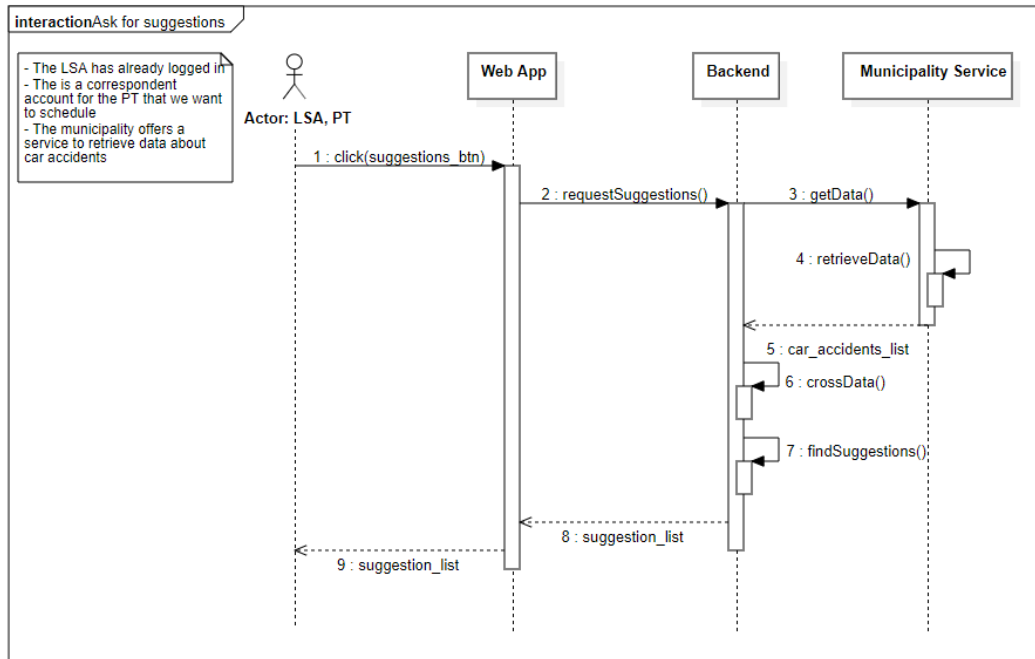 interactionAsk for suggestions
- The LSA has already logged in
- The is a correspondent
account for the PT that we want
to schedule
- The municipality offers a
service to retrieve data about
car accidents
Actor: LSA, PT
Web App
Backend
Municipality Service
1 : click(suggestions_btn)
2 : requestSuggestions()
3 : getData()
4 : retrieveData()
5 : car_accidents_list
6 : crossData()
7 : findSuggestions()
8 : suggestion_list
9 : suggestion_list